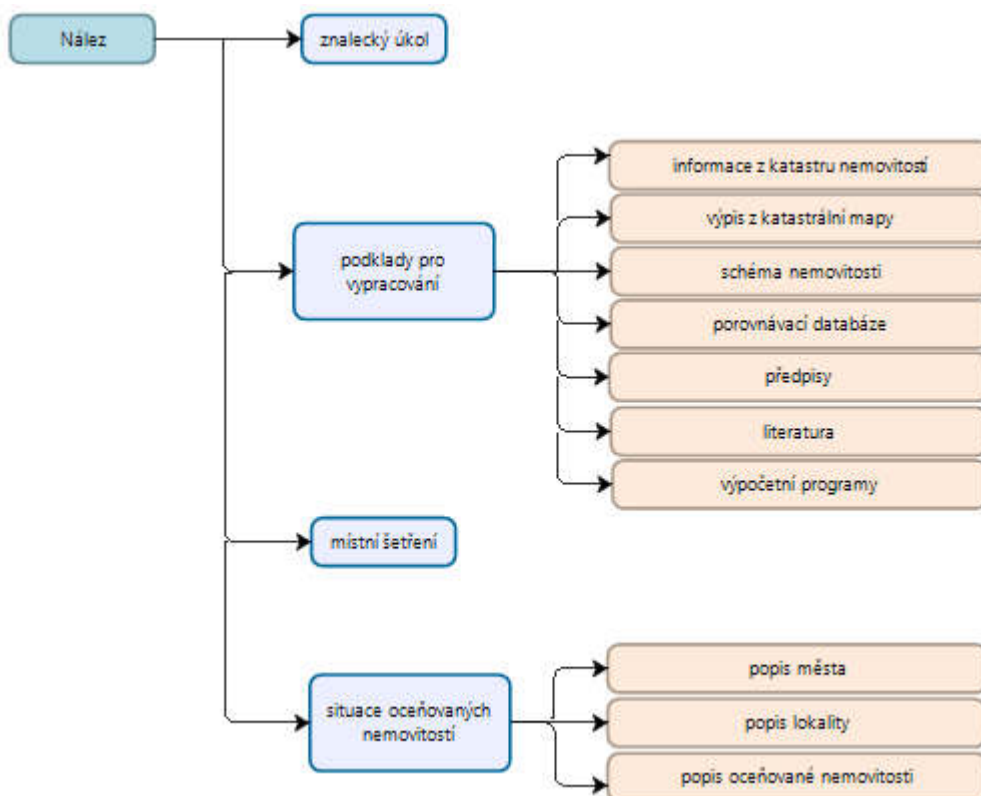 Nález
znalecký úkol
podklady pro
vypracování
informace z katastru nemovitostí
výpis z katastrální mapy
schéma nemovitosti
porovnávací databáze
předpisy
literatura
výpočetní programy
místní šetření
situace oceňovaných
nemovitostí
popis města
popis lokality
popis oceňované nemovitosti